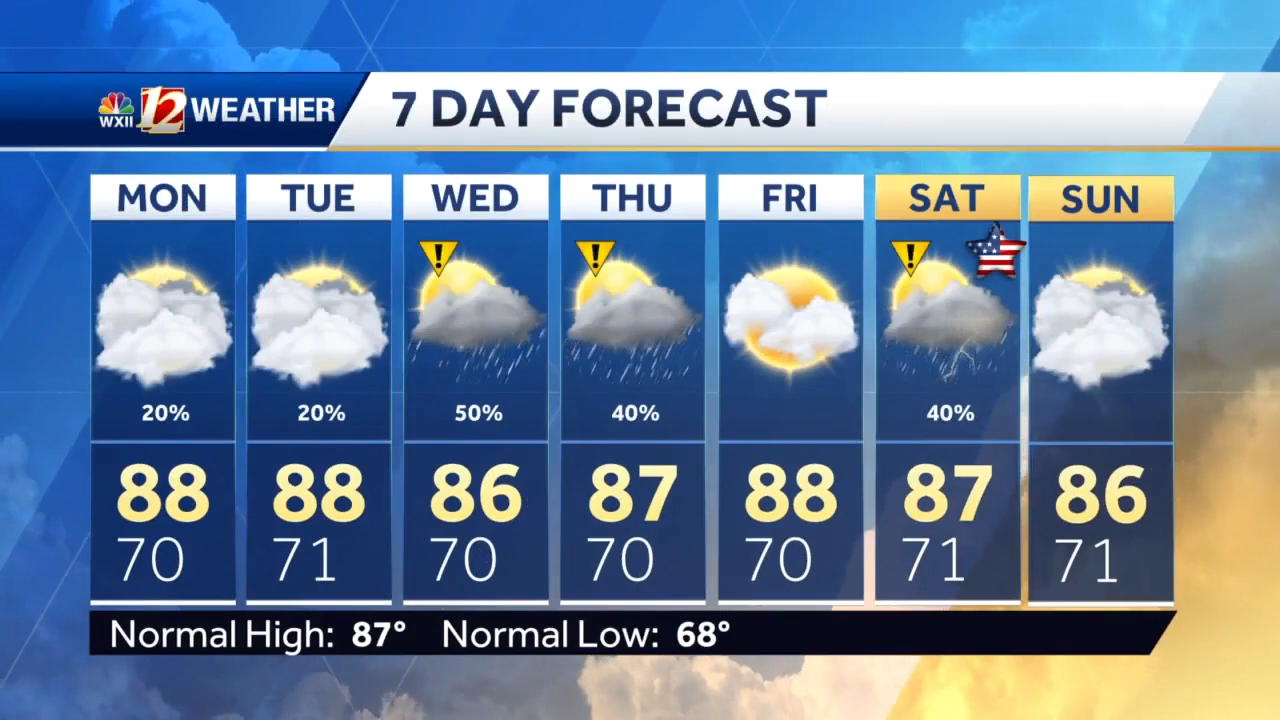 WXII 12 WEATHER
7 DAY FORECAST
MON TUE WED THU FRI SAT SUN
! ! !
20% 20% 50% 40% 40%
88 88 86 87 88 87 86
70 71 70 70 70 71 71
Normal High: 87° Normal Low: 68°